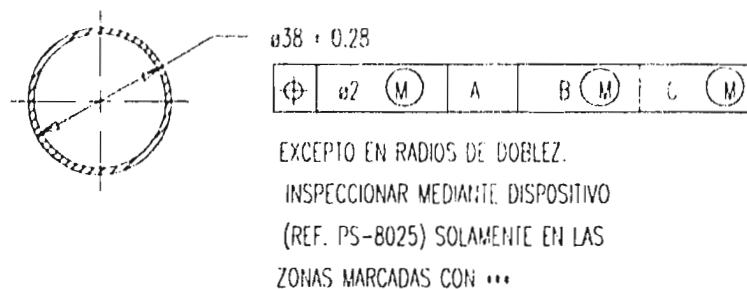 ø38 ± 0.28
⌖ ø2 Ⓜ A B Ⓜ C Ⓜ
EXCEPTO EN RADIOS DE DOBLEZ.
INSPECCIONAR MEDIANTE DISPOSITIVO
(REF. PS-8025) SOLAMENTE EN LAS
ZONAS MARCADAS CON •••